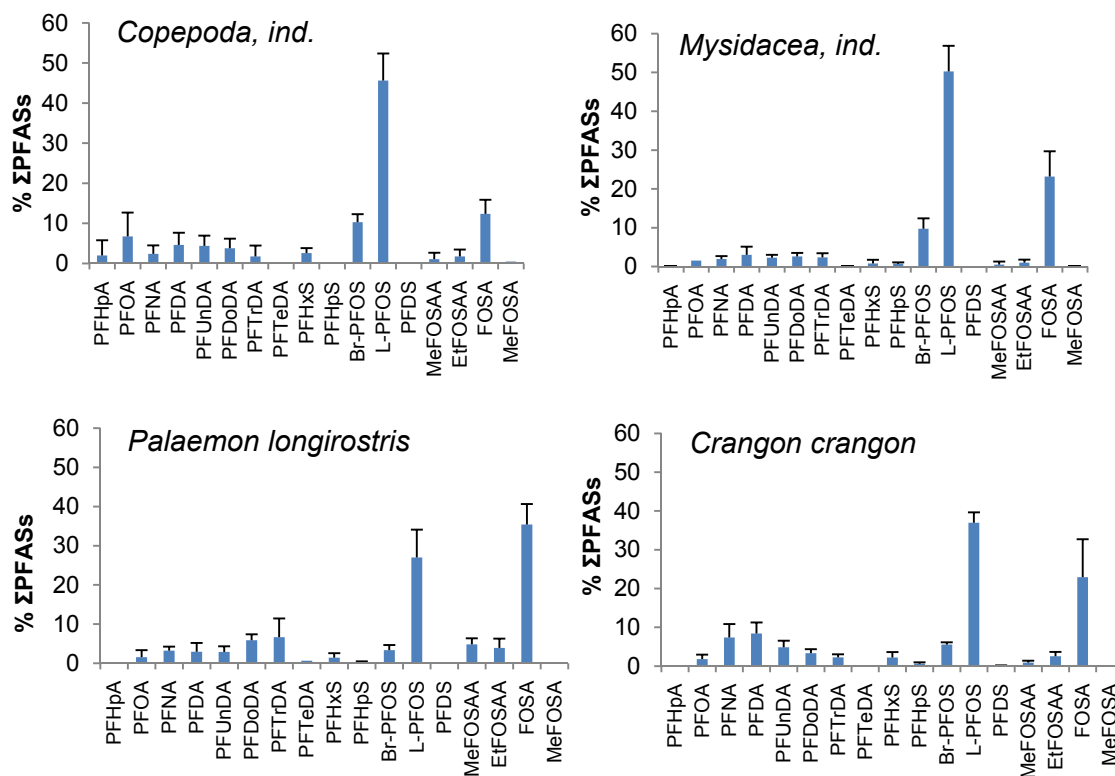 Copepoda, ind.
% ΣPFASs
60
50
40
30
20
10
0
PFHpA
PFOA
PFNA
PFDA
PFUnDA
PFDoDA
PFTrDA
PFTeDA
PFHxS
PFHpS
Br-PFOS
L-PFOS
PFDS
MeFOSAA
EtFOSAA
FOSA
MeFOSA
Mysidacea, ind.
% ΣPFASs
60
50
40
30
20
10
0
PFHpA
PFOA
PFNA
PFDA
PFUnDA
PFDoDA
PFTrDA
PFTeDA
PFHxS
PFHpS
Br-PFOS
L-PFOS
PFDS
MeFOSAA
EtFOSAA
FOSA
MeFOSA
Palaemon longirostris
% ΣPFASs
60
50
40
30
20
10
0
PFHpA
PFOA
PFNA
PFDA
PFUnDA
PFDoDA
PFTrDA
PFTeDA
PFHxS
PFHpS
Br-PFOS
L-PFOS
PFDS
MeFOSAA
EtFOSAA
FOSA
MeFOSA
Crangon crangon
% ΣPFASs
60
50
40
30
20
10
0
PFHpA
PFOA
PFNA
PFDA
PFUnDA
PFDoDA
PFTrDA
PFTeDA
PFHxS
PFHpS
Br-PFOS
L-PFOS
PFDS
MeFOSAA
EtFOSAA
FOSA
MeFOSA